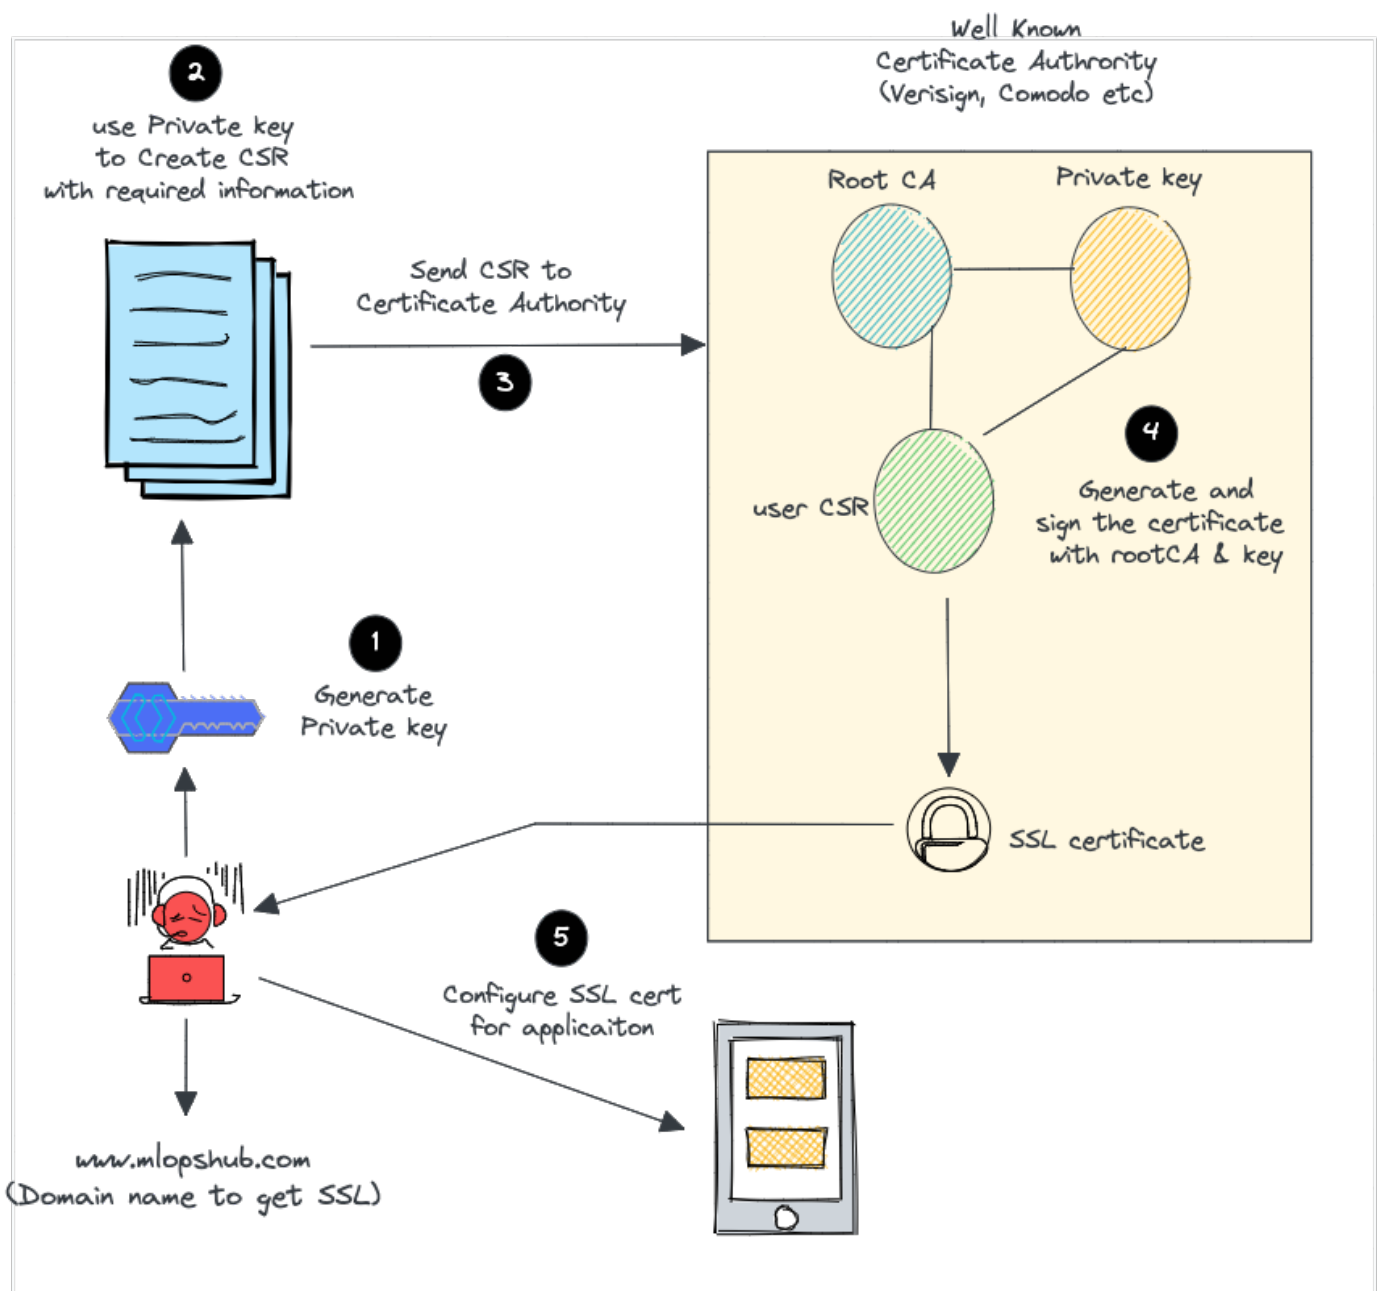 Well Known
Certificate Authrority
(Verisign, Comodo etc)
2
use Private key
to Create CSR
with required information
Root CA
Private key
Send CSR to
Certificate Authority
3
4
user CSR
Generate and
sign the certificate
with rootCA & key
1
Generate
Private key
SSL certificate
5
Configure SSL cert
for applicaiton
www.mlopshub.com
(Domain name to get SSL)